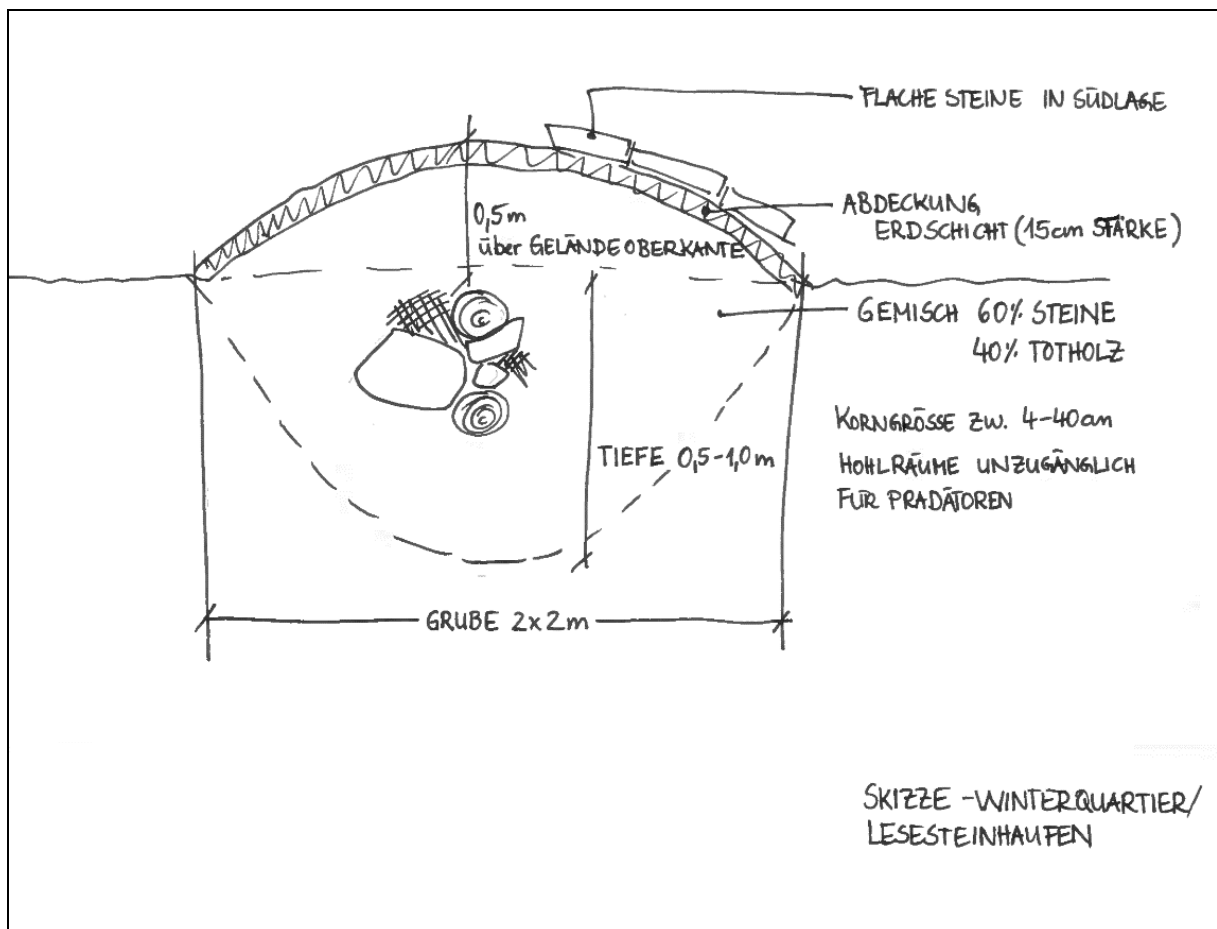 FLACHE STEINE IN SÜDLAGE
ABDECKUNG
ERDSCHICHT (15cm STÄRKE)
0,5m
über GELÄNDEOBERKANTE
GEMISCH 60% STEINE
40% TOTHOLZ
KORNGRÖSSE ZW. 4-40cm
HOHLRÄUME UNZUGÄNGLICH
FÜR PRADÄTOREN
TIEFE 0,5-1,0m
GRUBE 2x2m
SKIZZE - WINTERQUARTIER/
LESESTEINHAUFEN